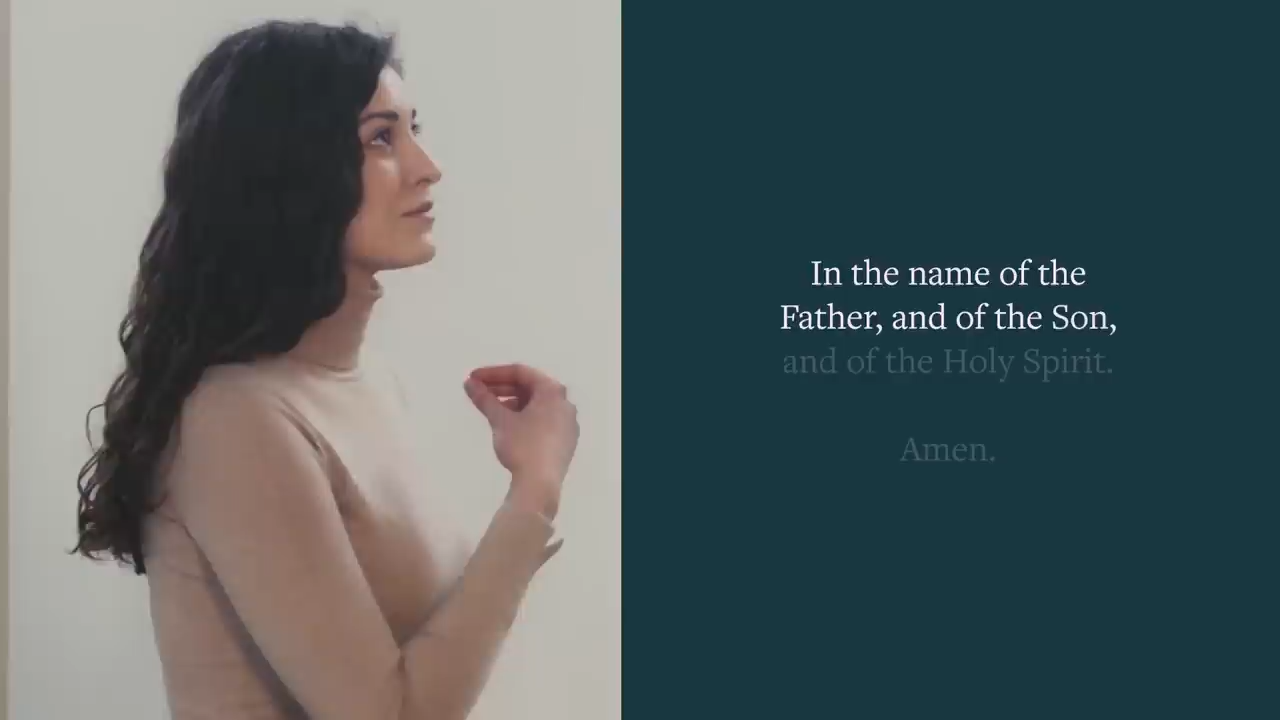 In the name of the
Father, and of the Son,
and of the Holy Spirit.
Amen.